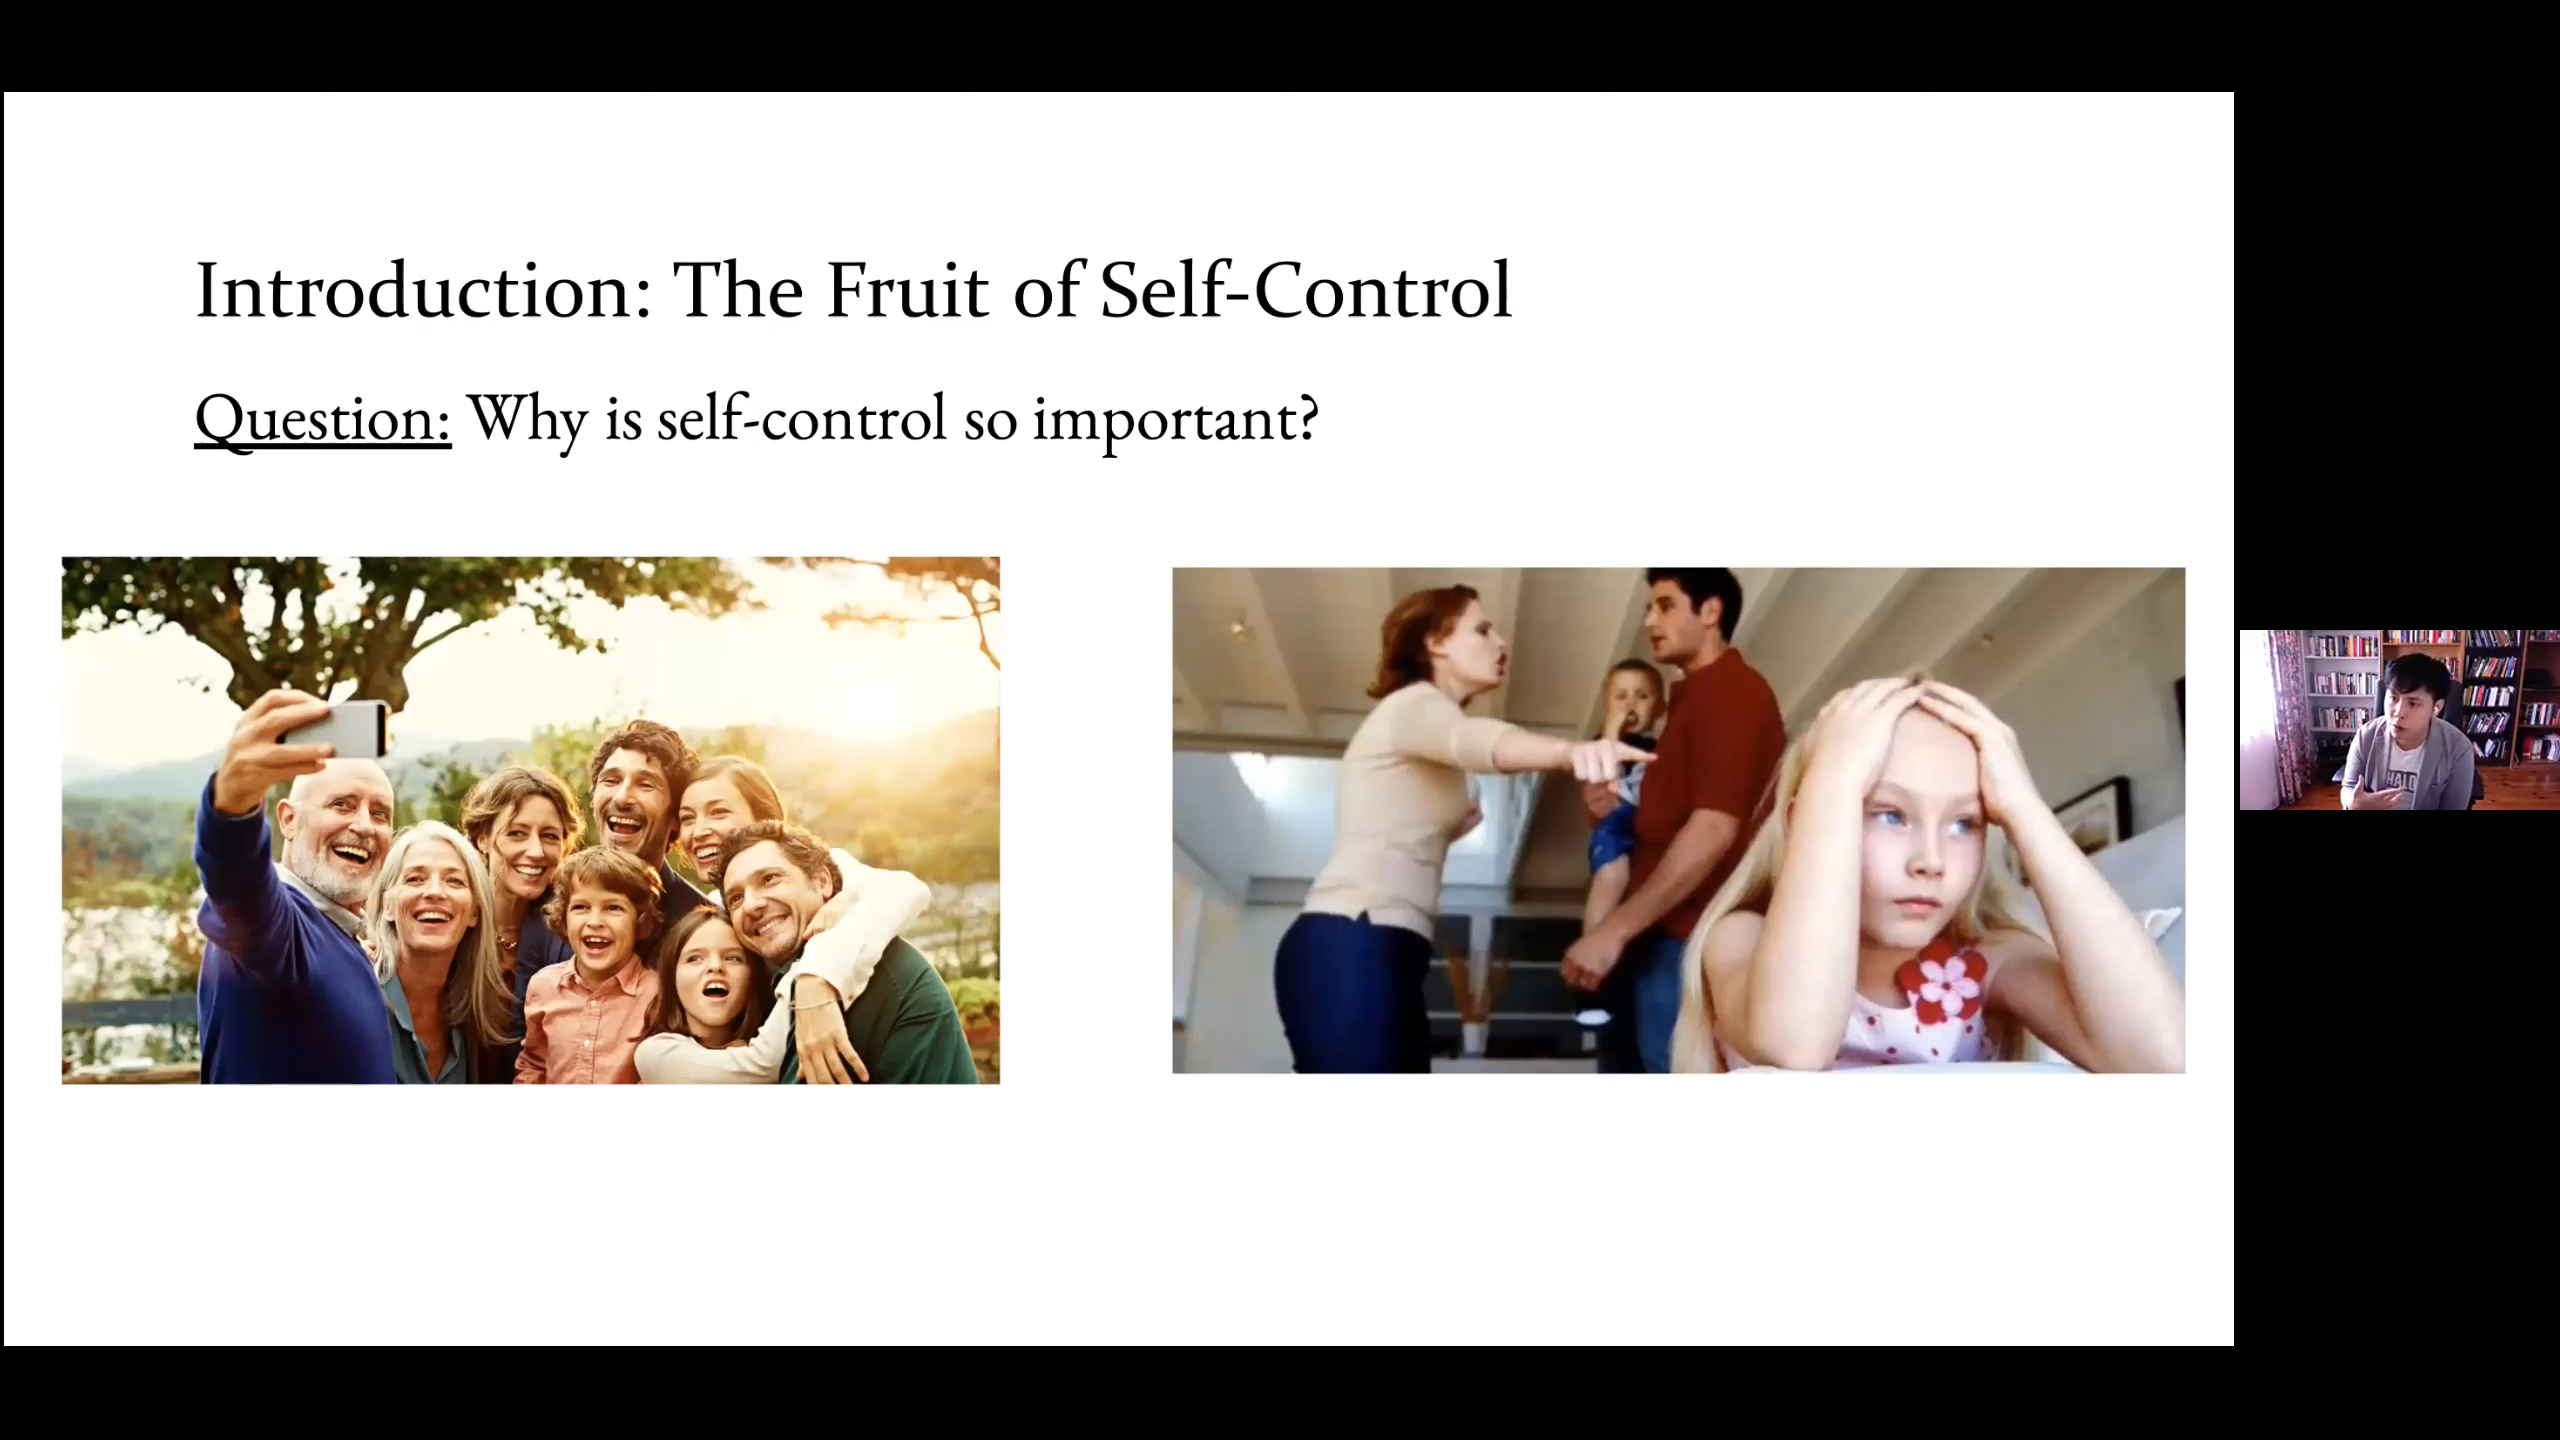 Introduction: The Fruit of Self-Control
Question: Why is self-control so important?